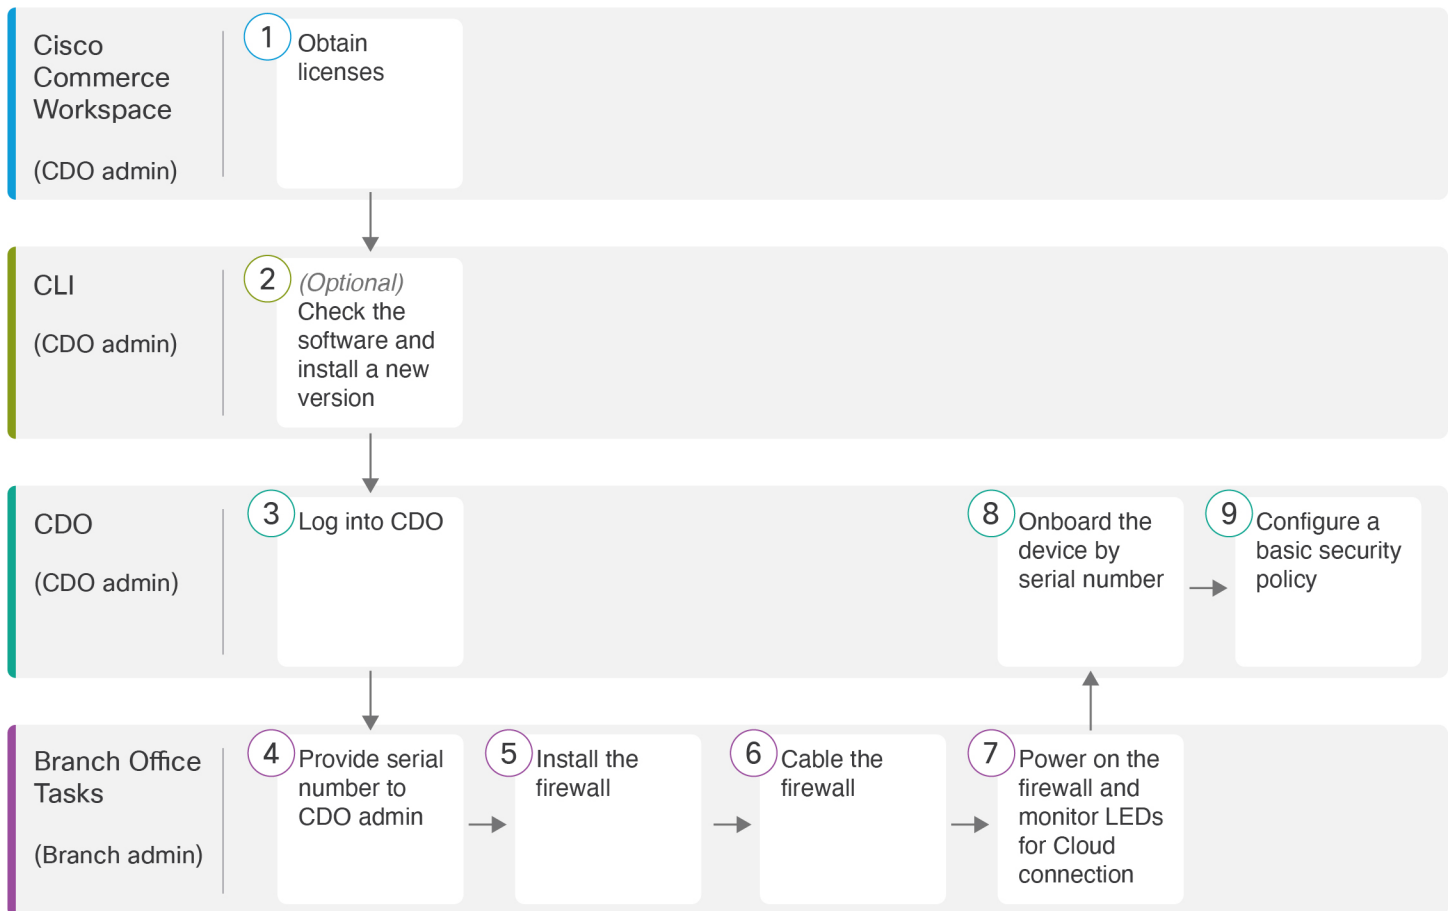 Cisco
Commerce
Workspace
(CDO admin)
1
Obtain
licenses
CLI
(CDO admin)
2
(Optional)
Check the
software and
install a new
version
CDO
(CDO admin)
3
Log into CDO
8
Onboard the
device by
serial number
9
Configure a
basic security
policy
Branch Office
Tasks
(Branch admin)
4
Provide serial
number to
CDO admin
5
Install the
firewall
6
Cable the
firewall
7
Power on the
firewall and
monitor LEDs
for Cloud
connection